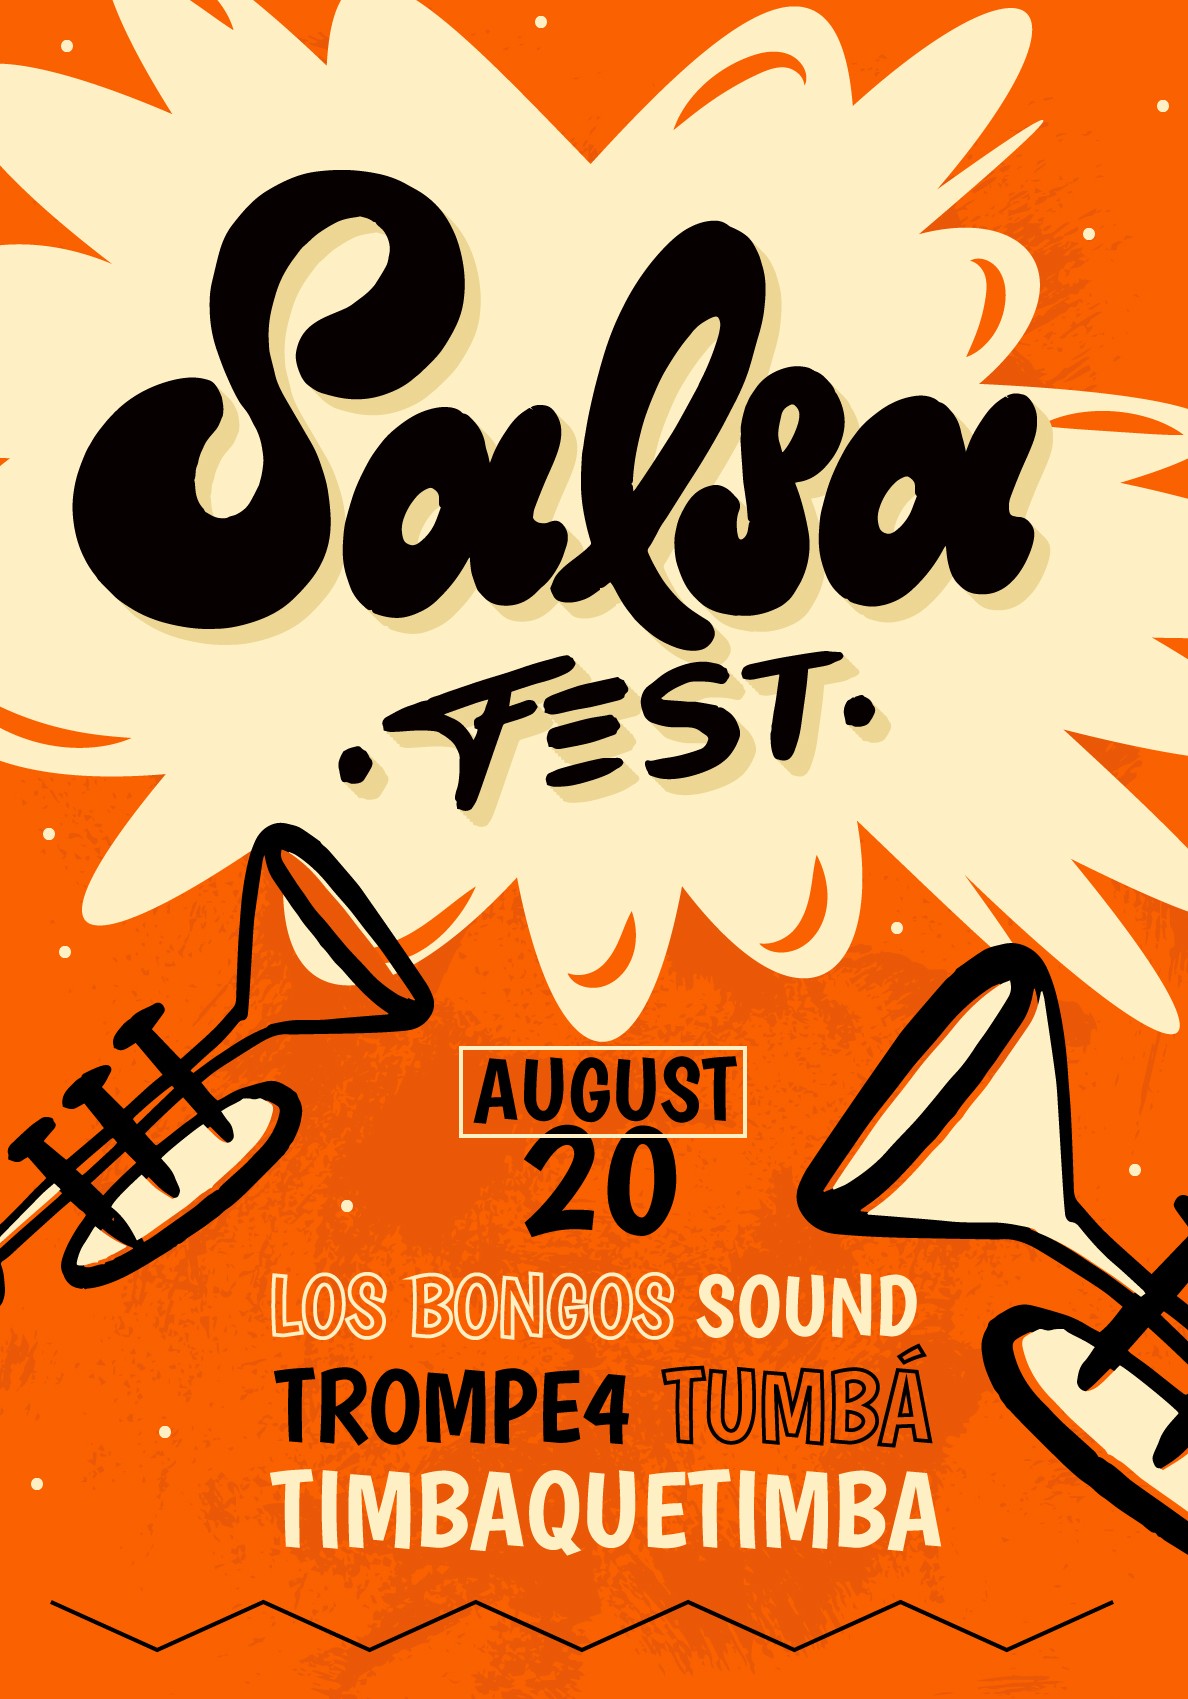 Salsa
·FEST·
AUGUST
20
LOS BONGOS SOUND
TROMPE4 TUMBÁ
TIMBAQUETIMBA